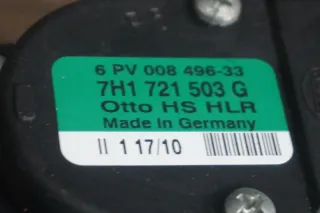 6 PV 008 496-33
7H1 721 503 G
Otto HS HLR
Made in Germany
II 1 17/10